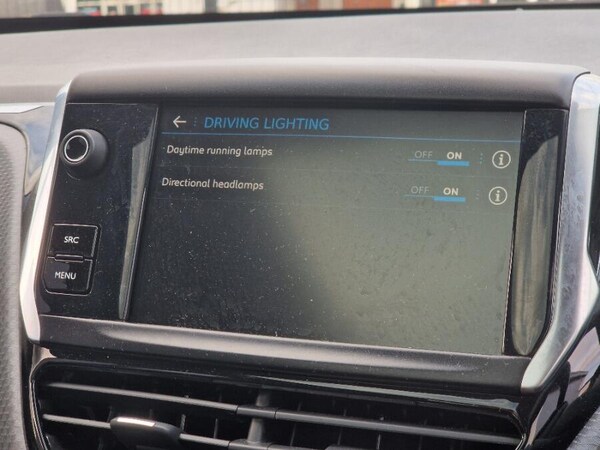 DRIVING LIGHTING
Daytime running lamps OFF ON i
Directional headlamps OFF ON i
SRC
MENU